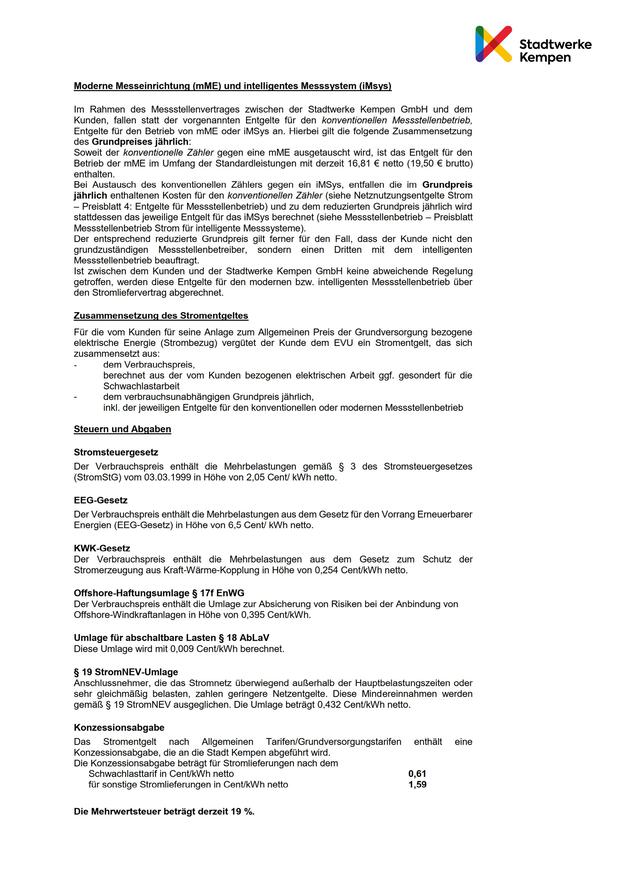 Stadtwerke
Kempen
Moderne Messeinrichtung (mME) und intelligentes Messsystem (iMsys)
Im Rahmen des Messstellenvertrages zwischen der Stadtwerke Kempen GmbH und dem
Kunden, fallen statt der vorgenannten Entgelte für den konventionellen Messstellenbetrieb,
Entgelte für den Betrieb von mME oder iMSys an. Hierbei gilt die folgende Zusammensetzung
des Grundpreises jährlich:
Soweit der konventionelle Zähler gegen eine mME ausgetauscht wird, ist das Entgelt für den
Betrieb der mME im Umfang der Standardleistungen mit derzeit 16,81 € netto (19,50 € brutto)
enthalten.
Bei Austausch des konventionellen Zählers gegen ein iMSys, entfallen die im Grundpreis
jährlich enthaltenen Kosten für den konventionellen Zähler (siehe Netznutzungsentgelte Strom
– Preisblatt 4: Entgelte für Messstellenbetrieb) und zu dem reduzierten Grundpreis jährlich wird
stattdessen das jeweilige Entgelt für das iMSys berechnet (siehe Messstellenbetrieb – Preisblatt
Messstellenbetrieb Strom für intelligente Messsysteme).
Der entsprechend reduzierte Grundpreis gilt ferner für den Fall, dass der Kunde nicht den
grundzuständigen Messstellenbetreiber, sondern einen Dritten mit dem intelligenten
Messstellenbetrieb beauftragt.
Ist zwischen dem Kunden und der Stadtwerke Kempen GmbH keine abweichende Regelung
getroffen, werden diese Entgelte für den modernen bzw. intelligenten Messstellenbetrieb über
den Stromliefervertrag abgerechnet.
Zusammensetzung des Stromentgeltes
Für die vom Kunden für seine Anlage zum Allgemeinen Preis der Grundversorgung bezogene
elektrische Energie (Strombezug) vergütet der Kunde dem EVU ein Stromentgelt, das sich
zusammensetzt aus:
- dem Verbrauchspreis,
berechnet aus der vom Kunden bezogenen elektrischen Arbeit ggf. gesondert für die
Schwachlastarbeit
- dem verbrauchsunabhängigen Grundpreis jährlich,
inkl. der jeweiligen Entgelte für den konventionellen oder modernen Messstellenbetrieb
Steuern und Abgaben
Stromsteuergesetz
Der Verbrauchspreis enthält die Mehrbelastungen gemäß § 3 des Stromsteuergesetzes
(StromStG) vom 03.03.1999 in Höhe von 2,05 Cent/ kWh netto.
EEG-Gesetz
Der Verbrauchspreis enthält die Mehrbelastungen aus dem Gesetz für den Vorrang Erneuerbarer
Energien (EEG-Gesetz) in Höhe von 6,5 Cent/ kWh netto.
KWK-Gesetz
Der Verbrauchspreis enthält die Mehrbelastungen aus dem Gesetz zum Schutz der
Stromerzeugung aus Kraft-Wärme-Kopplung in Höhe von 0,254 Cent/kWh netto.
Offshore-Haftungsumlage § 17f EnWG
Der Verbrauchspreis enthält die Umlage zur Absicherung von Risiken bei der Anbindung von
Offshore-Windkraftanlagen in Höhe von 0,395 Cent/kWh.
Umlage für abschaltbare Lasten § 18 AbLaV
Diese Umlage wird mit 0,009 Cent/kWh berechnet.
§ 19 StromNEV-Umlage
Anschlussnehmer, die das Stromnetz überwiegend außerhalb der Hauptbelastungszeiten oder
sehr gleichmäßig belasten, zahlen geringere Netzentgelte. Diese Mindereinnahmen werden
gemäß § 19 StromNEV ausgeglichen. Die Umlage beträgt 0,432 Cent/kWh netto.
Konzessionsabgabe
Das Stromentgelt nach Allgemeinen Tarifen/Grundversorgungstarifen enthält eine
Konzessionsabgabe, die an die Stadt Kempen abgeführt wird.
Die Konzessionsabgabe beträgt für Stromlieferungen nach dem
Schwachlasttarif in Cent/kWh netto 0,61
für sonstige Stromlieferungen in Cent/kWh netto 1,59
Die Mehrwertsteuer beträgt derzeit 19 %.